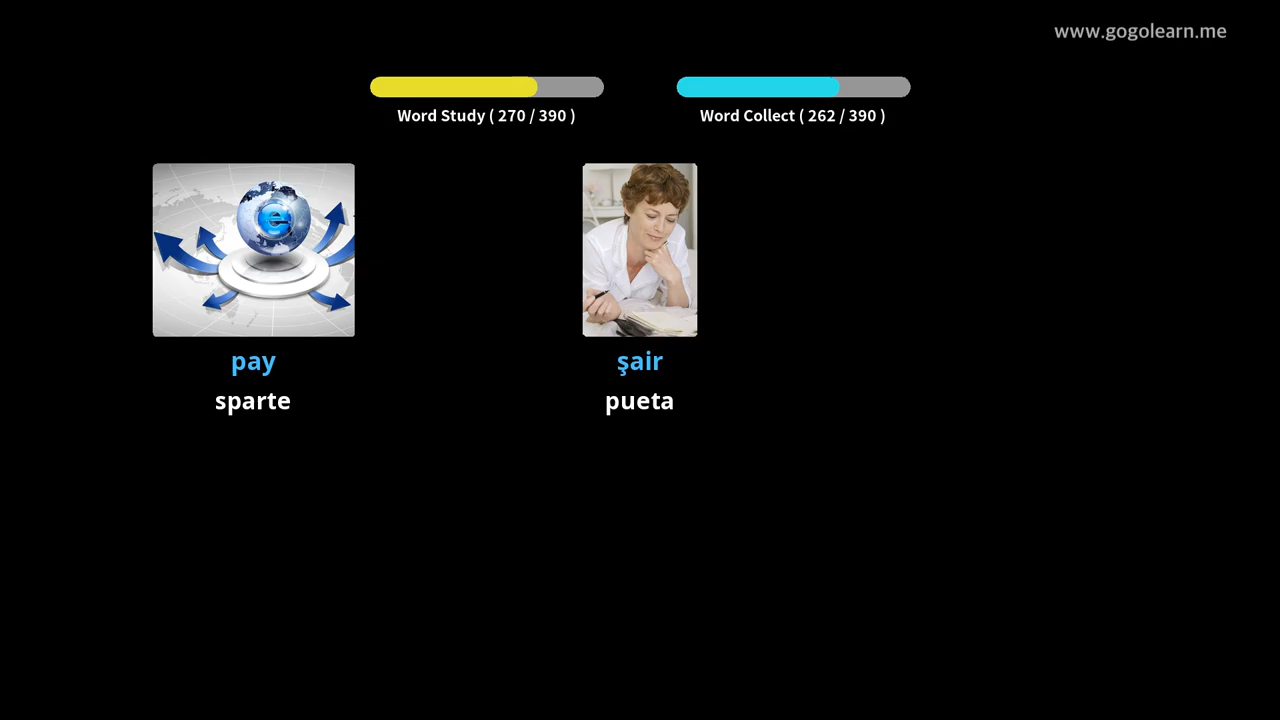 www.gogolearn.me
Word Study ( 270 / 390 )
Word Collect ( 262 / 390 )
e
pay
şair
sparte
pueta